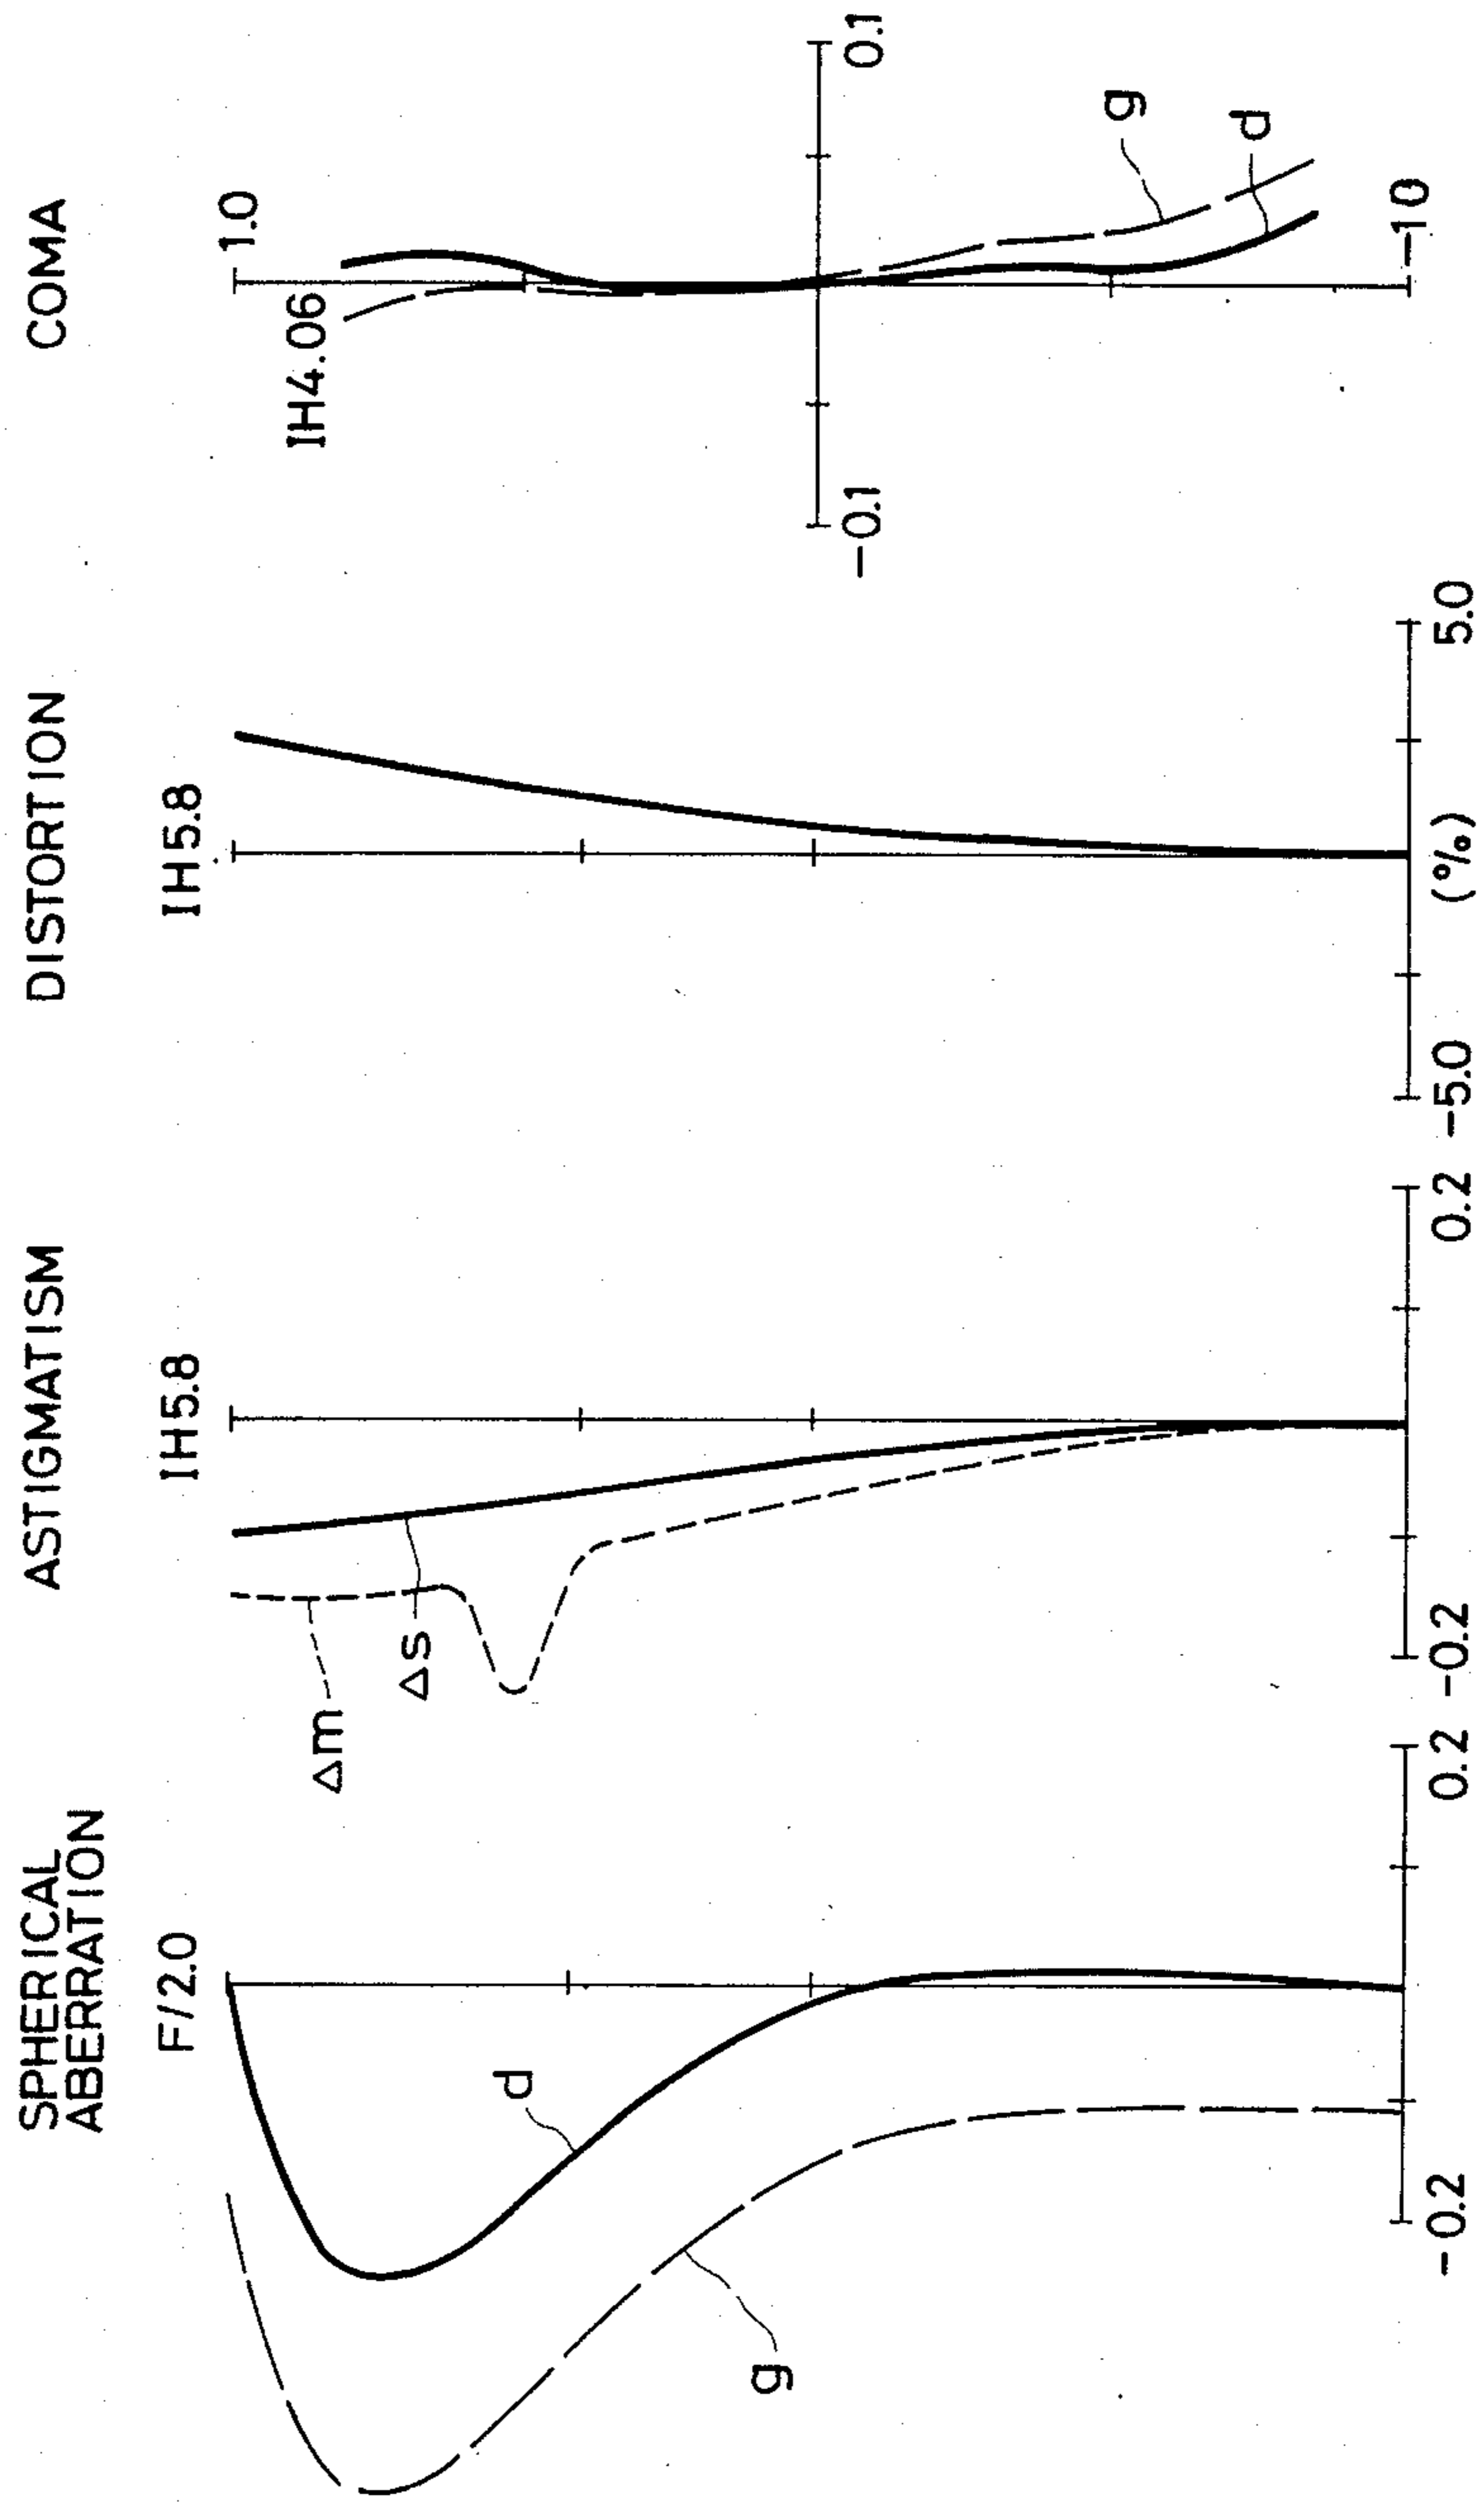 SPHERICAL
ABERRATION
F/2.0
d
g
-0.2
0.2
ASTIGMATISM
IH5.8
Δm
Δs
-0.2
0.2
DISTORTION
IH5.8
-5.0
(%)
5.0
COMA
1.0
IH4.06
-0.1
0.1
g
d
-1.0